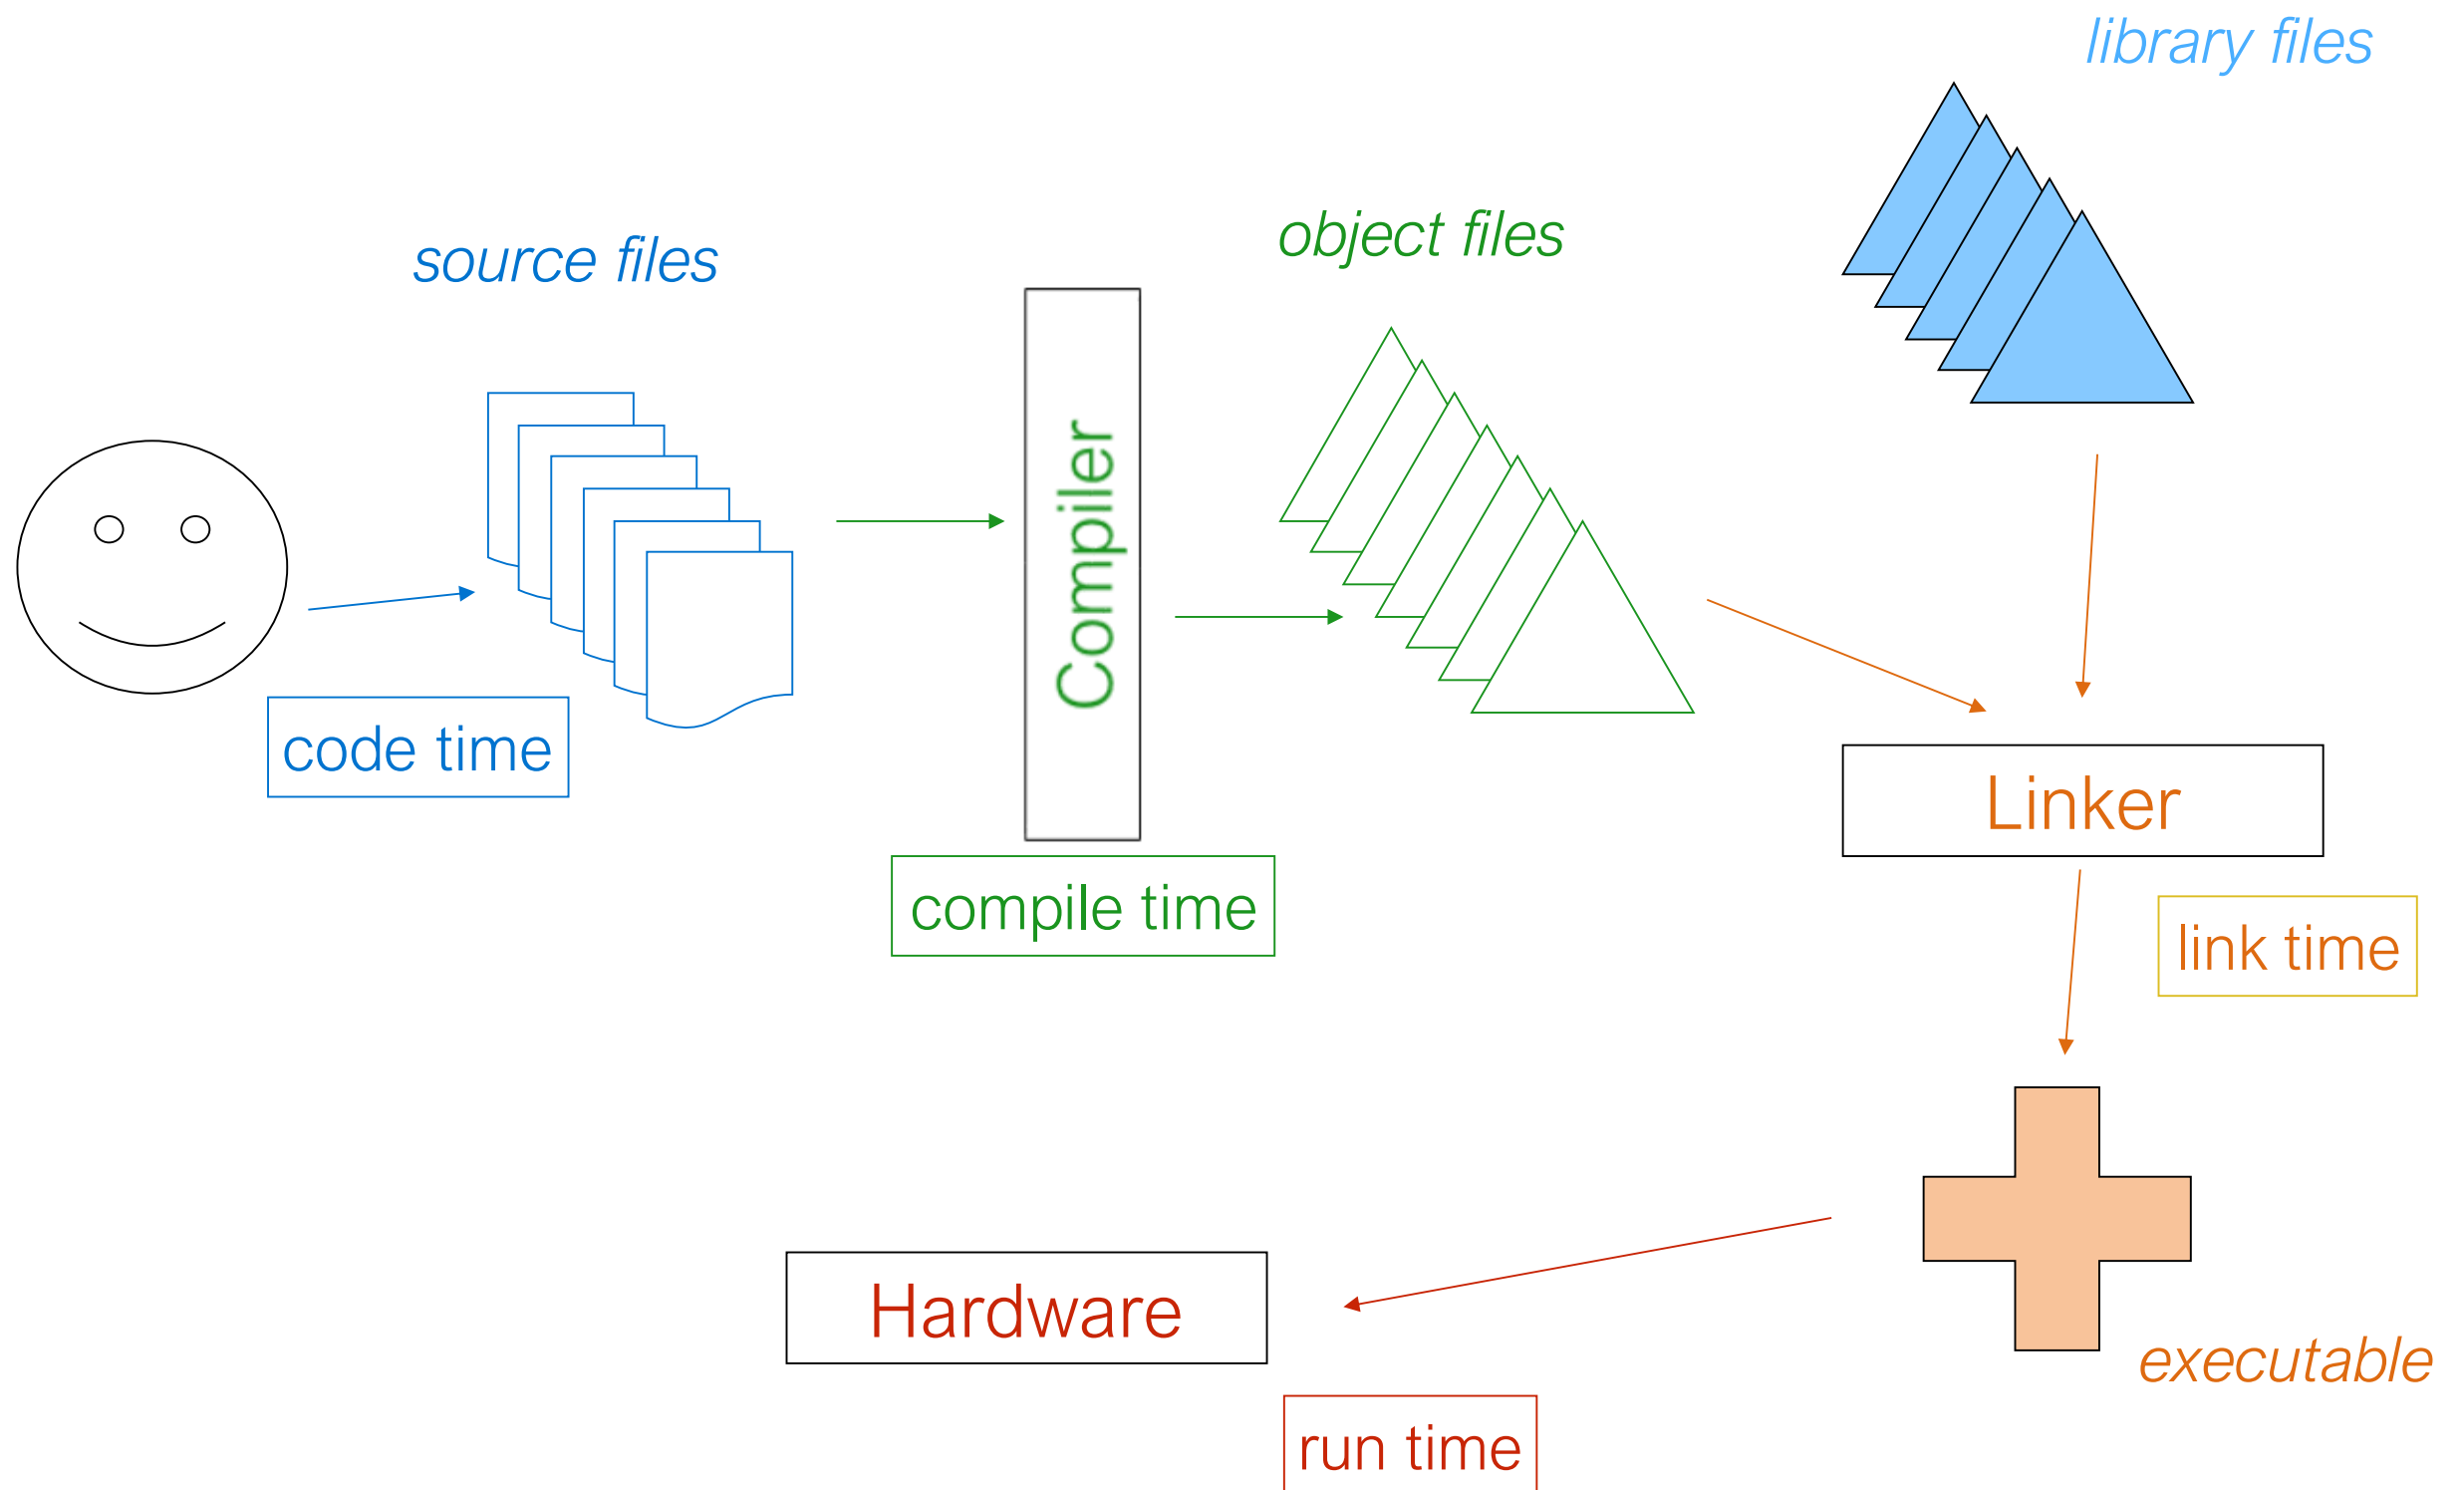 library files
source files
object files
Compiler
code time
Linker
compile time
link time
Hardware
executable
run time